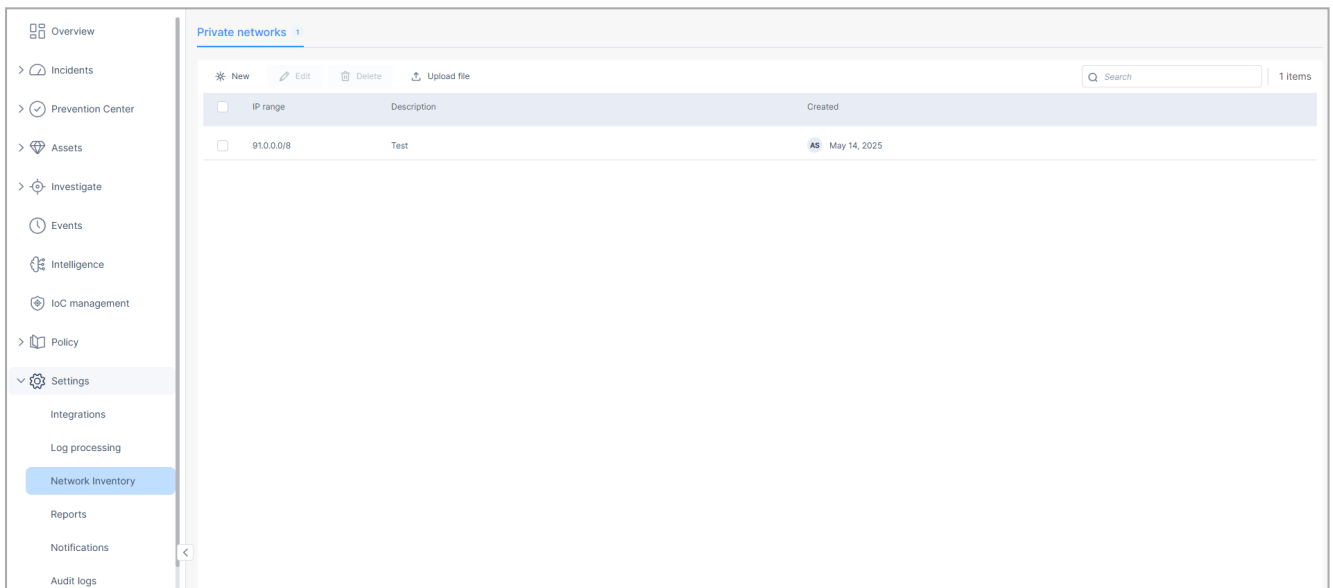 Overview
Incidents
Prevention Center
Assets
Investigate
Events
Intelligence
IoC management
Policy
Settings
Integrations
Log processing
Network Inventory
Reports
Notifications
Audit logs
Private networks 1
New Edit Delete Upload file Search 1 items
IP range Description Created
91.0.0.0/8 Test AS May 14, 2025